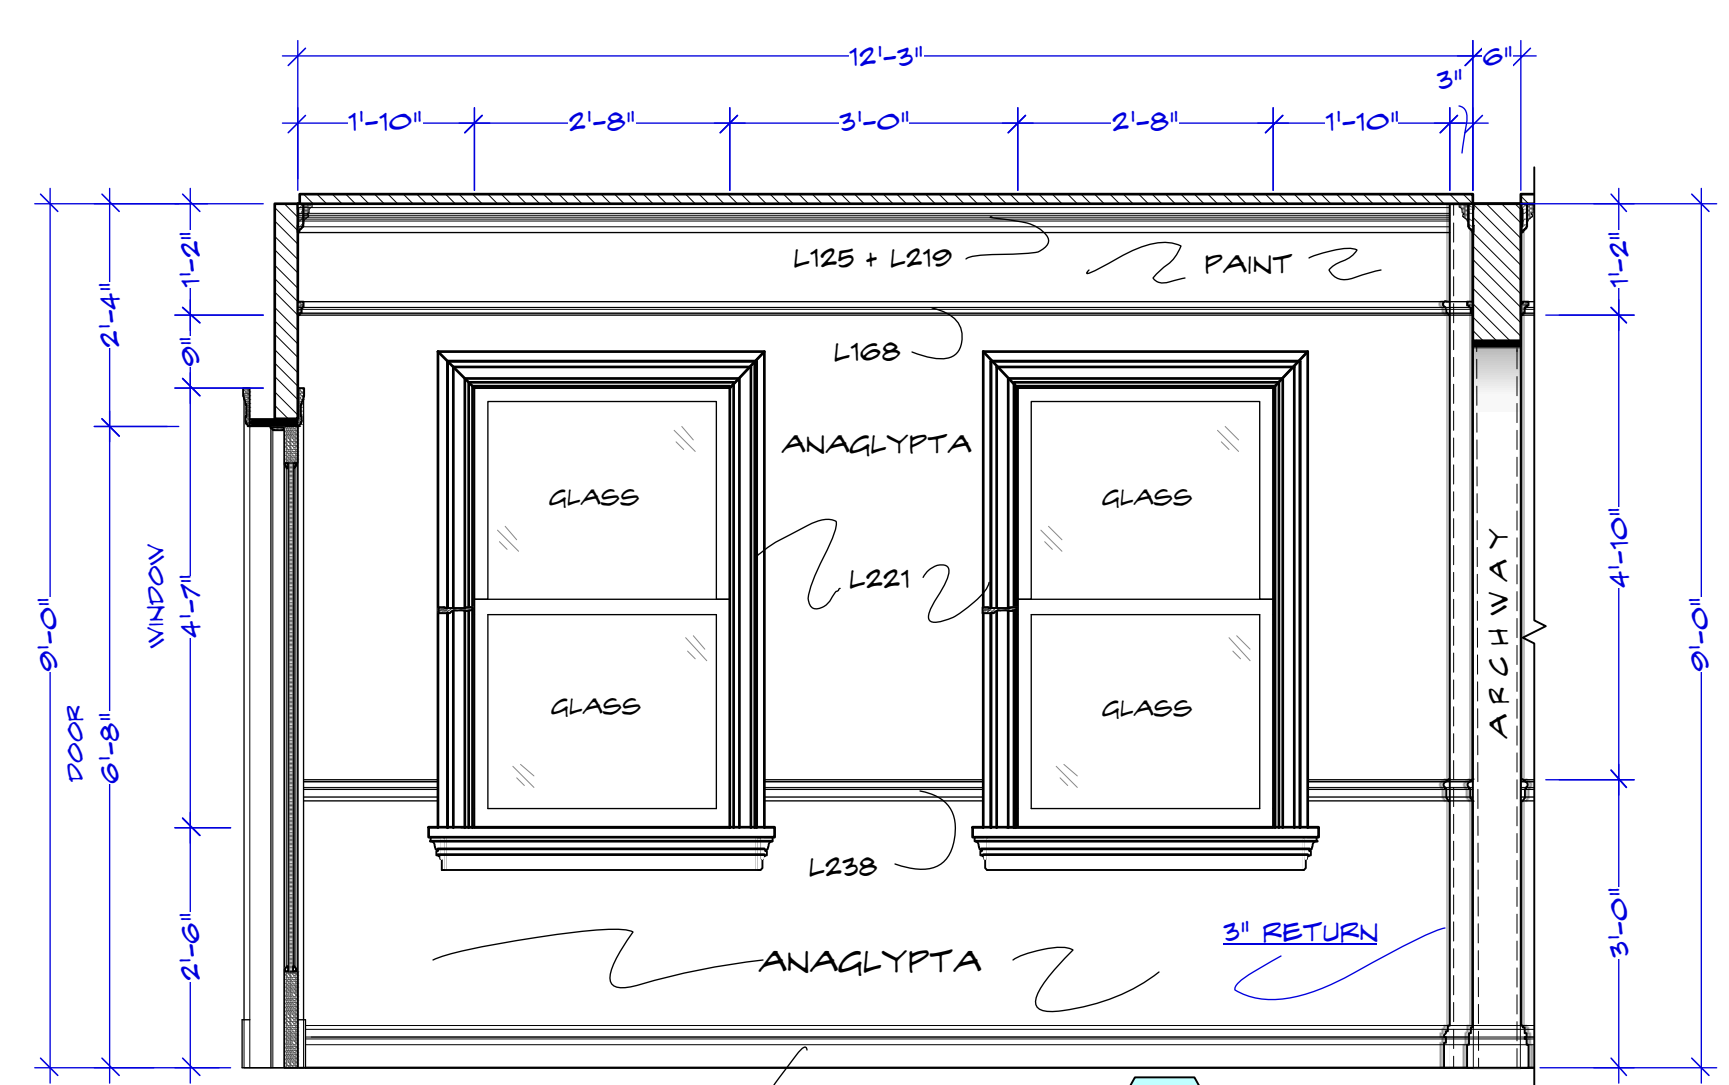 12'-3"
6"
3"
1'-10"
2'-8"
3'-0"
2'-8"
1'-10"
L125 + L219
PAINT
1'-2"
1'-2"
2'-4"
9"
L168
ANAGLYPTA
GLASS
GLASS
WINDOW
4'-7"
L221
4'-10"
ARCHWAY
9'-0"
9'-0"
DOOR
6'-8"
GLASS
GLASS
L238
2'-6"
3" RETURN
3'-0"
ANAGLYPTA